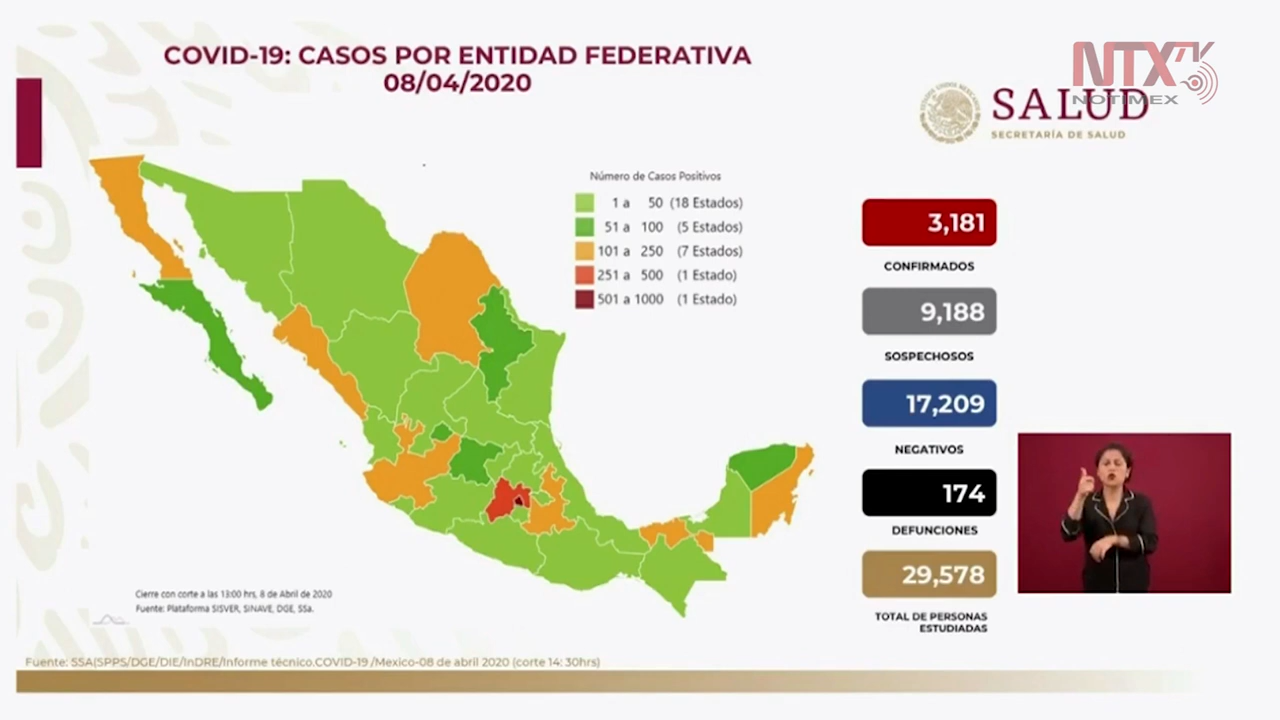 COVID-19: CASOS POR ENTIDAD FEDERATIVA
08/04/2020
NTX
NOTIMEX
SALUD
SECRETARÍA DE SALUD
Número de Casos Positivos
1 a 50 (18 Estados)
51 a 100 (5 Estados)
101 a 250 (7 Estados)
251 a 500 (1 Estado)
501 a 1000 (1 Estado)
3,181
CONFIRMADOS
9,188
SOSPECHOSOS
17,209
NEGATIVOS
174
DEFUNCIONES
29,578
TOTAL DE PERSONAS
ESTUDIADAS
Cierre con corte a las 13:00 hrs, 8 de Abril de 2020
Fuente: Plataforma SISVER, SINAVE, DGE, SSa.
Fuente: SSA(SPPS/DGE/DIE/InDRE/Informe técnico.COVID-19 /Mexico-08 de abril 2020 (corte 14: 30hrs)